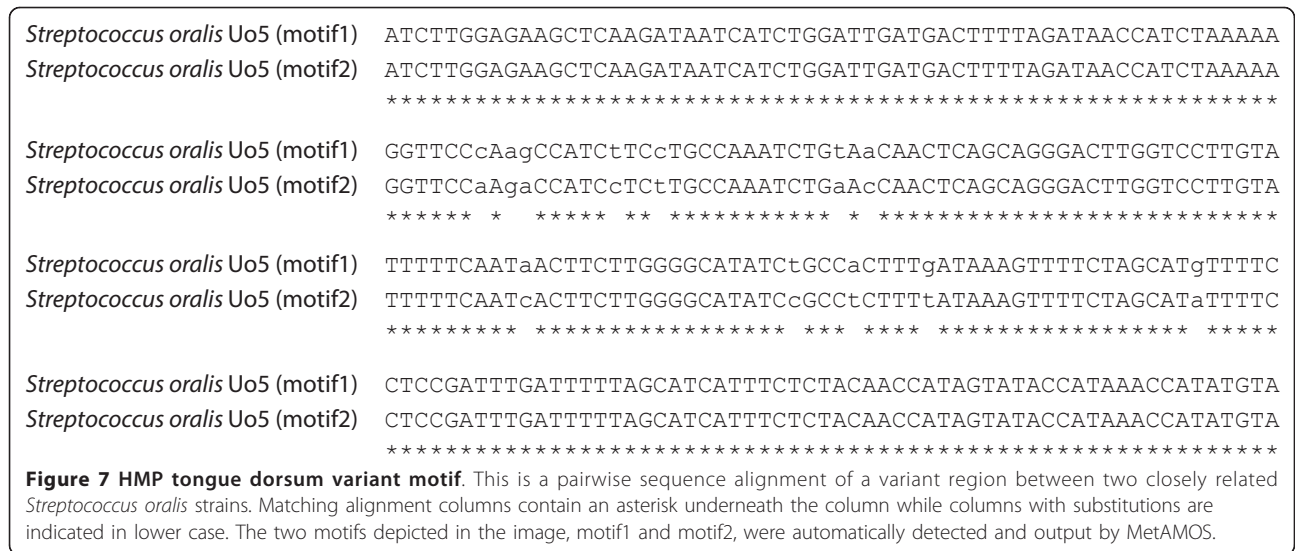 Streptococcus oralis Uo5 (motif1) ATCTTGGAGAAGCTCAAGATAATCATCTGGATTGATGACTTTTAGATAACCATCTAAAAA
Streptococcus oralis Uo5 (motif2) ATCTTGGAGAAGCTCAAGATAATCATCTGGATTGATGACTTTTAGATAACCATCTAAAAA
************************************************************
Streptococcus oralis Uo5 (motif1) GGTTCCcAagCCATCtTCcTGCCAAATCTGtAaCAACTCAGCAGGGACTTGGTCCTTGTA
Streptococcus oralis Uo5 (motif2) GGTTCCaAgaCCATCcTCtTGCCAAATCTGaAcCAACTCAGCAGGGACTTGGTCCTTGTA
****** *  ***** ** *********** * ***************************
Streptococcus oralis Uo5 (motif1) TTTTTCAATaACTTCTTGGGGCATATCtGCCaCTTTgATAAAGTTTTCTAGCATgTTTTC
Streptococcus oralis Uo5 (motif2) TTTTTCAATcACTTCTTGGGGCATATCcGCCtCTTTtATAAAGTTTTCTAGCATaTTTTC
********* ***************** *** **** ***************** *****
Streptococcus oralis Uo5 (motif1) CTCCGATTTGATTTTTAGCATCATTTCTCTACAACCATAGTATACCATAAACCATATGTA
Streptococcus oralis Uo5 (motif2) CTCCGATTTGATTTTTAGCATCATTTCTCTACAACCATAGTATACCATAAACCATATGTA
************************************************************
Figure 7 HMP tongue dorsum variant motif. This is a pairwise sequence alignment of a variant region between two closely related
Streptococcus oralis strains. Matching alignment columns contain an asterisk underneath the column while columns with substitutions are
indicated in lower case. The two motifs depicted in the image, motif1 and motif2, were automatically detected and output by MetAMOS.